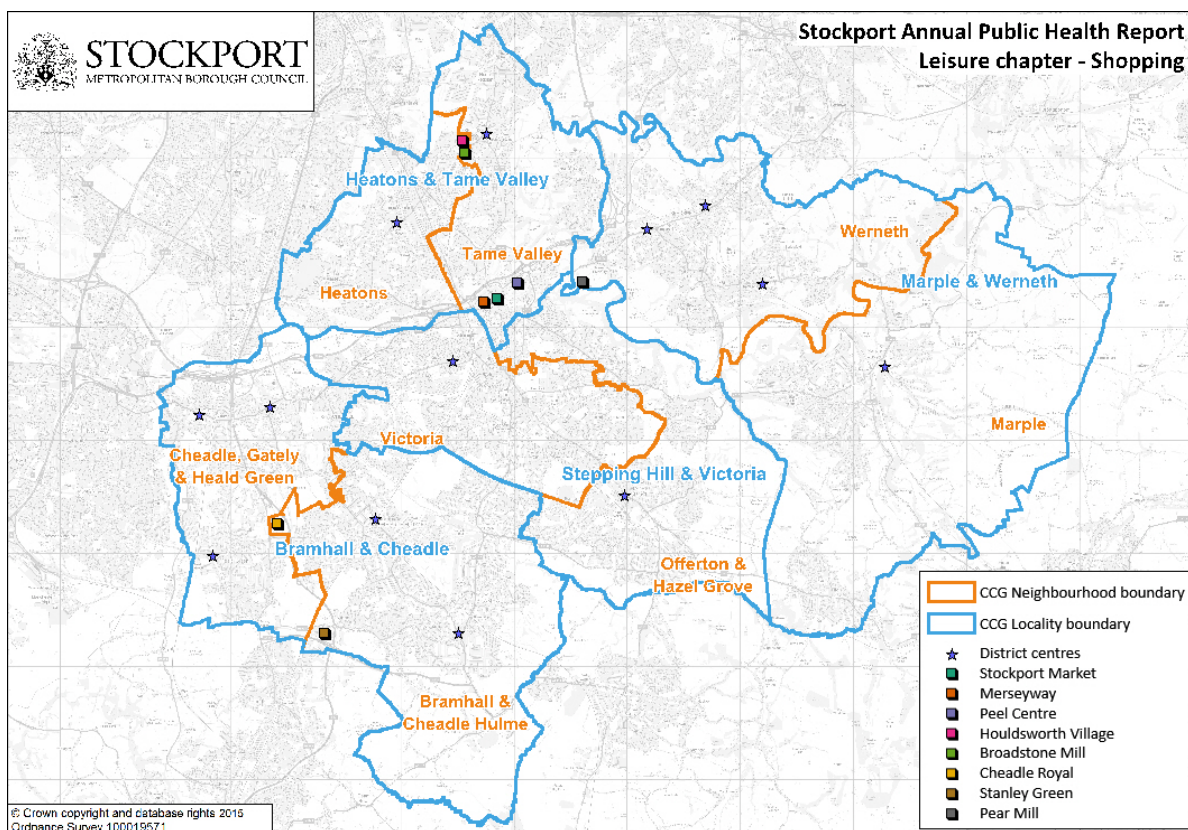 STOCKPORT
METROPOLITAN BOROUGH COUNCIL
Stockport Annual Public Health Report
Leisure chapter - Shopping
Heatons & Tame Valley
Werneth
Tame Valley
Marple & Werneth
Heatons
Marple
Victoria
Cheadle, Gately
& Heald Green
Stepping Hill & Victoria
Bramhall & Cheadle
Offerton &
Hazel Grove
Bramhall &
Cheadle Hulme
CCG Neighbourhood boundary
CCG Locality boundary
District centres
Stockport Market
Merseyway
Peel Centre
Houldsworth Village
Broadstone Mill
Cheadle Royal
Stanley Green
Pear Mill
© Crown copyright and database rights 2015
Ordnance Survey 100019571